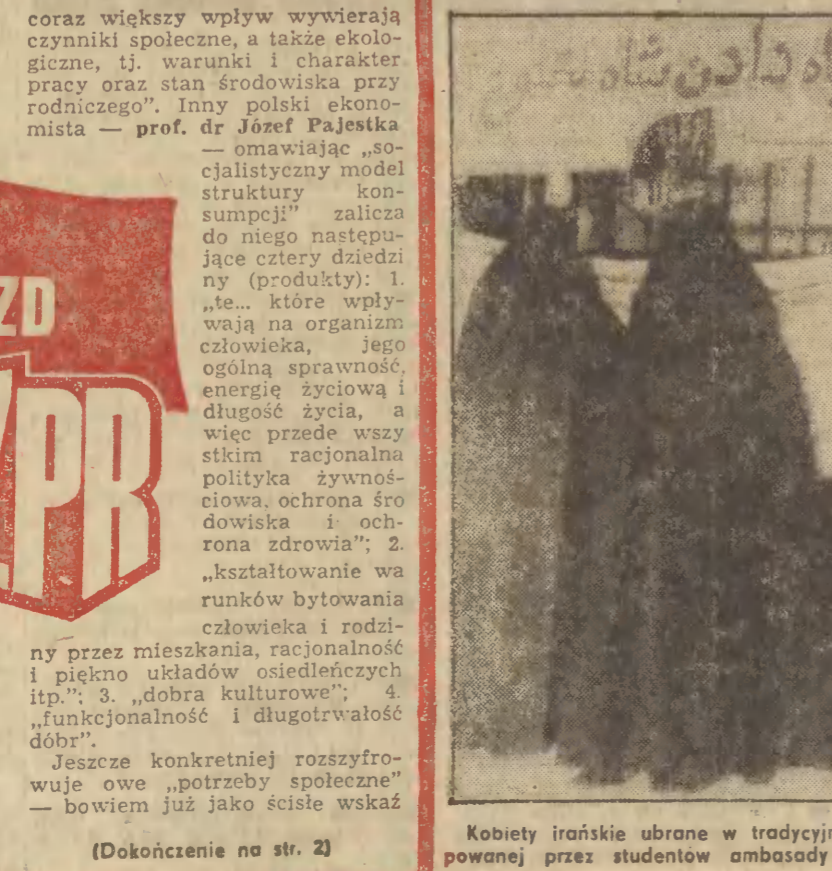 coraz większy wpływ wywierają
czynniki społeczne, a także ekolo-
giczne, tj. warunki i charakter
pracy oraz stan środowiska przy
rodniczego”. Inny polski ekono-
mista — prof. dr Józef Pajestka
— omawiając „so-
cjalistyczny model
struktury kon-
sumpcji” zalicza
do niego następu-
jące cztery dziedzi
ny (produkty): 1.
„te... które wpły-
wają na organizm
człowieka, jego
ogólną sprawność,
energię życiową i
długość życia, a
więc przede wszy
stkim racjonalna
polityka żywnoś-
ciowa, ochrona śro
dowiska i och-
rona zdrowia”; 2.
„kształtowanie wa
runków bytowania
człowieka i rodzi-
ny przez mieszkania, racjonalność
i piękno układów osiedleńczych
itp.”; 3. „dobra kulturowe”; 4.
„funkcjonalność i długotrwałość
dóbr”.
Jeszcze konkretniej rozszyfro-
wuje owe „potrzeby społeczne”
— bowiem już jako ścisłe wskaź
(Dokończenie na str. 2)
ZD
ZPR
Kobiety irańskie ubrane w tradycyjn
powanej przez studentów ambasady